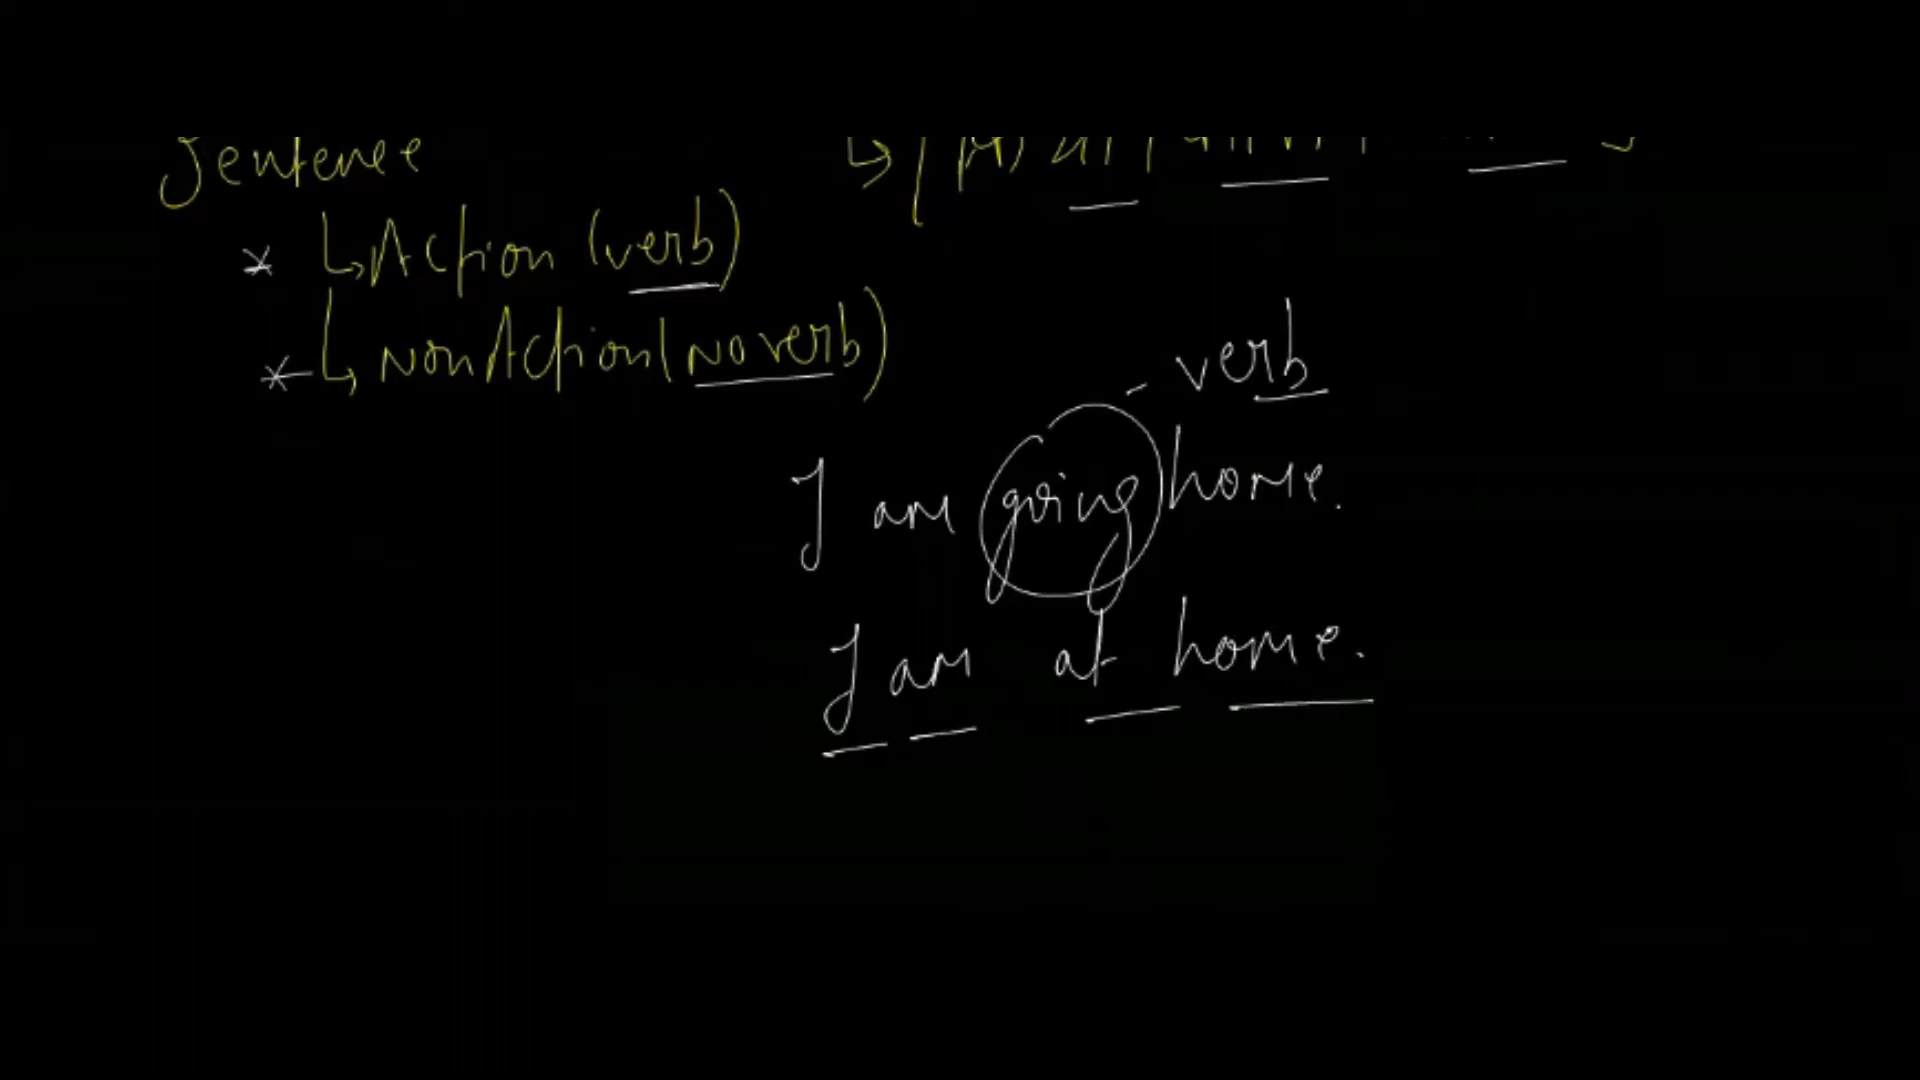 Sentence
* ↳ Action (verb)
* ↳ Non Action (No verb)
- verb
I am going home.
I am at home.